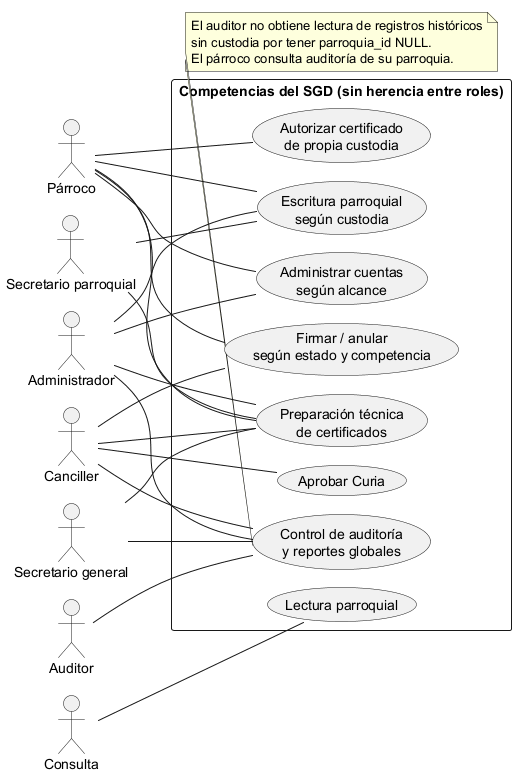 El auditor no obtiene lectura de registros históricos
sin custodia por tener parroquia_id NULL.
El párroco consulta auditoría de su parroquia.
Competencias del SGD (sin herencia entre roles)
Autorizar certificado
de propia custodia
Párroco
Escritura parroquial
según custodia
Secretario parroquial
Administrar cuentas
según alcance
Firmar / anular
según estado y competencia
Administrador
Preparación técnica
de certificados
Canciller
Aprobar Curia
Control de auditoría
y reportes globales
Secretario general
Lectura parroquial
Auditor
Consulta